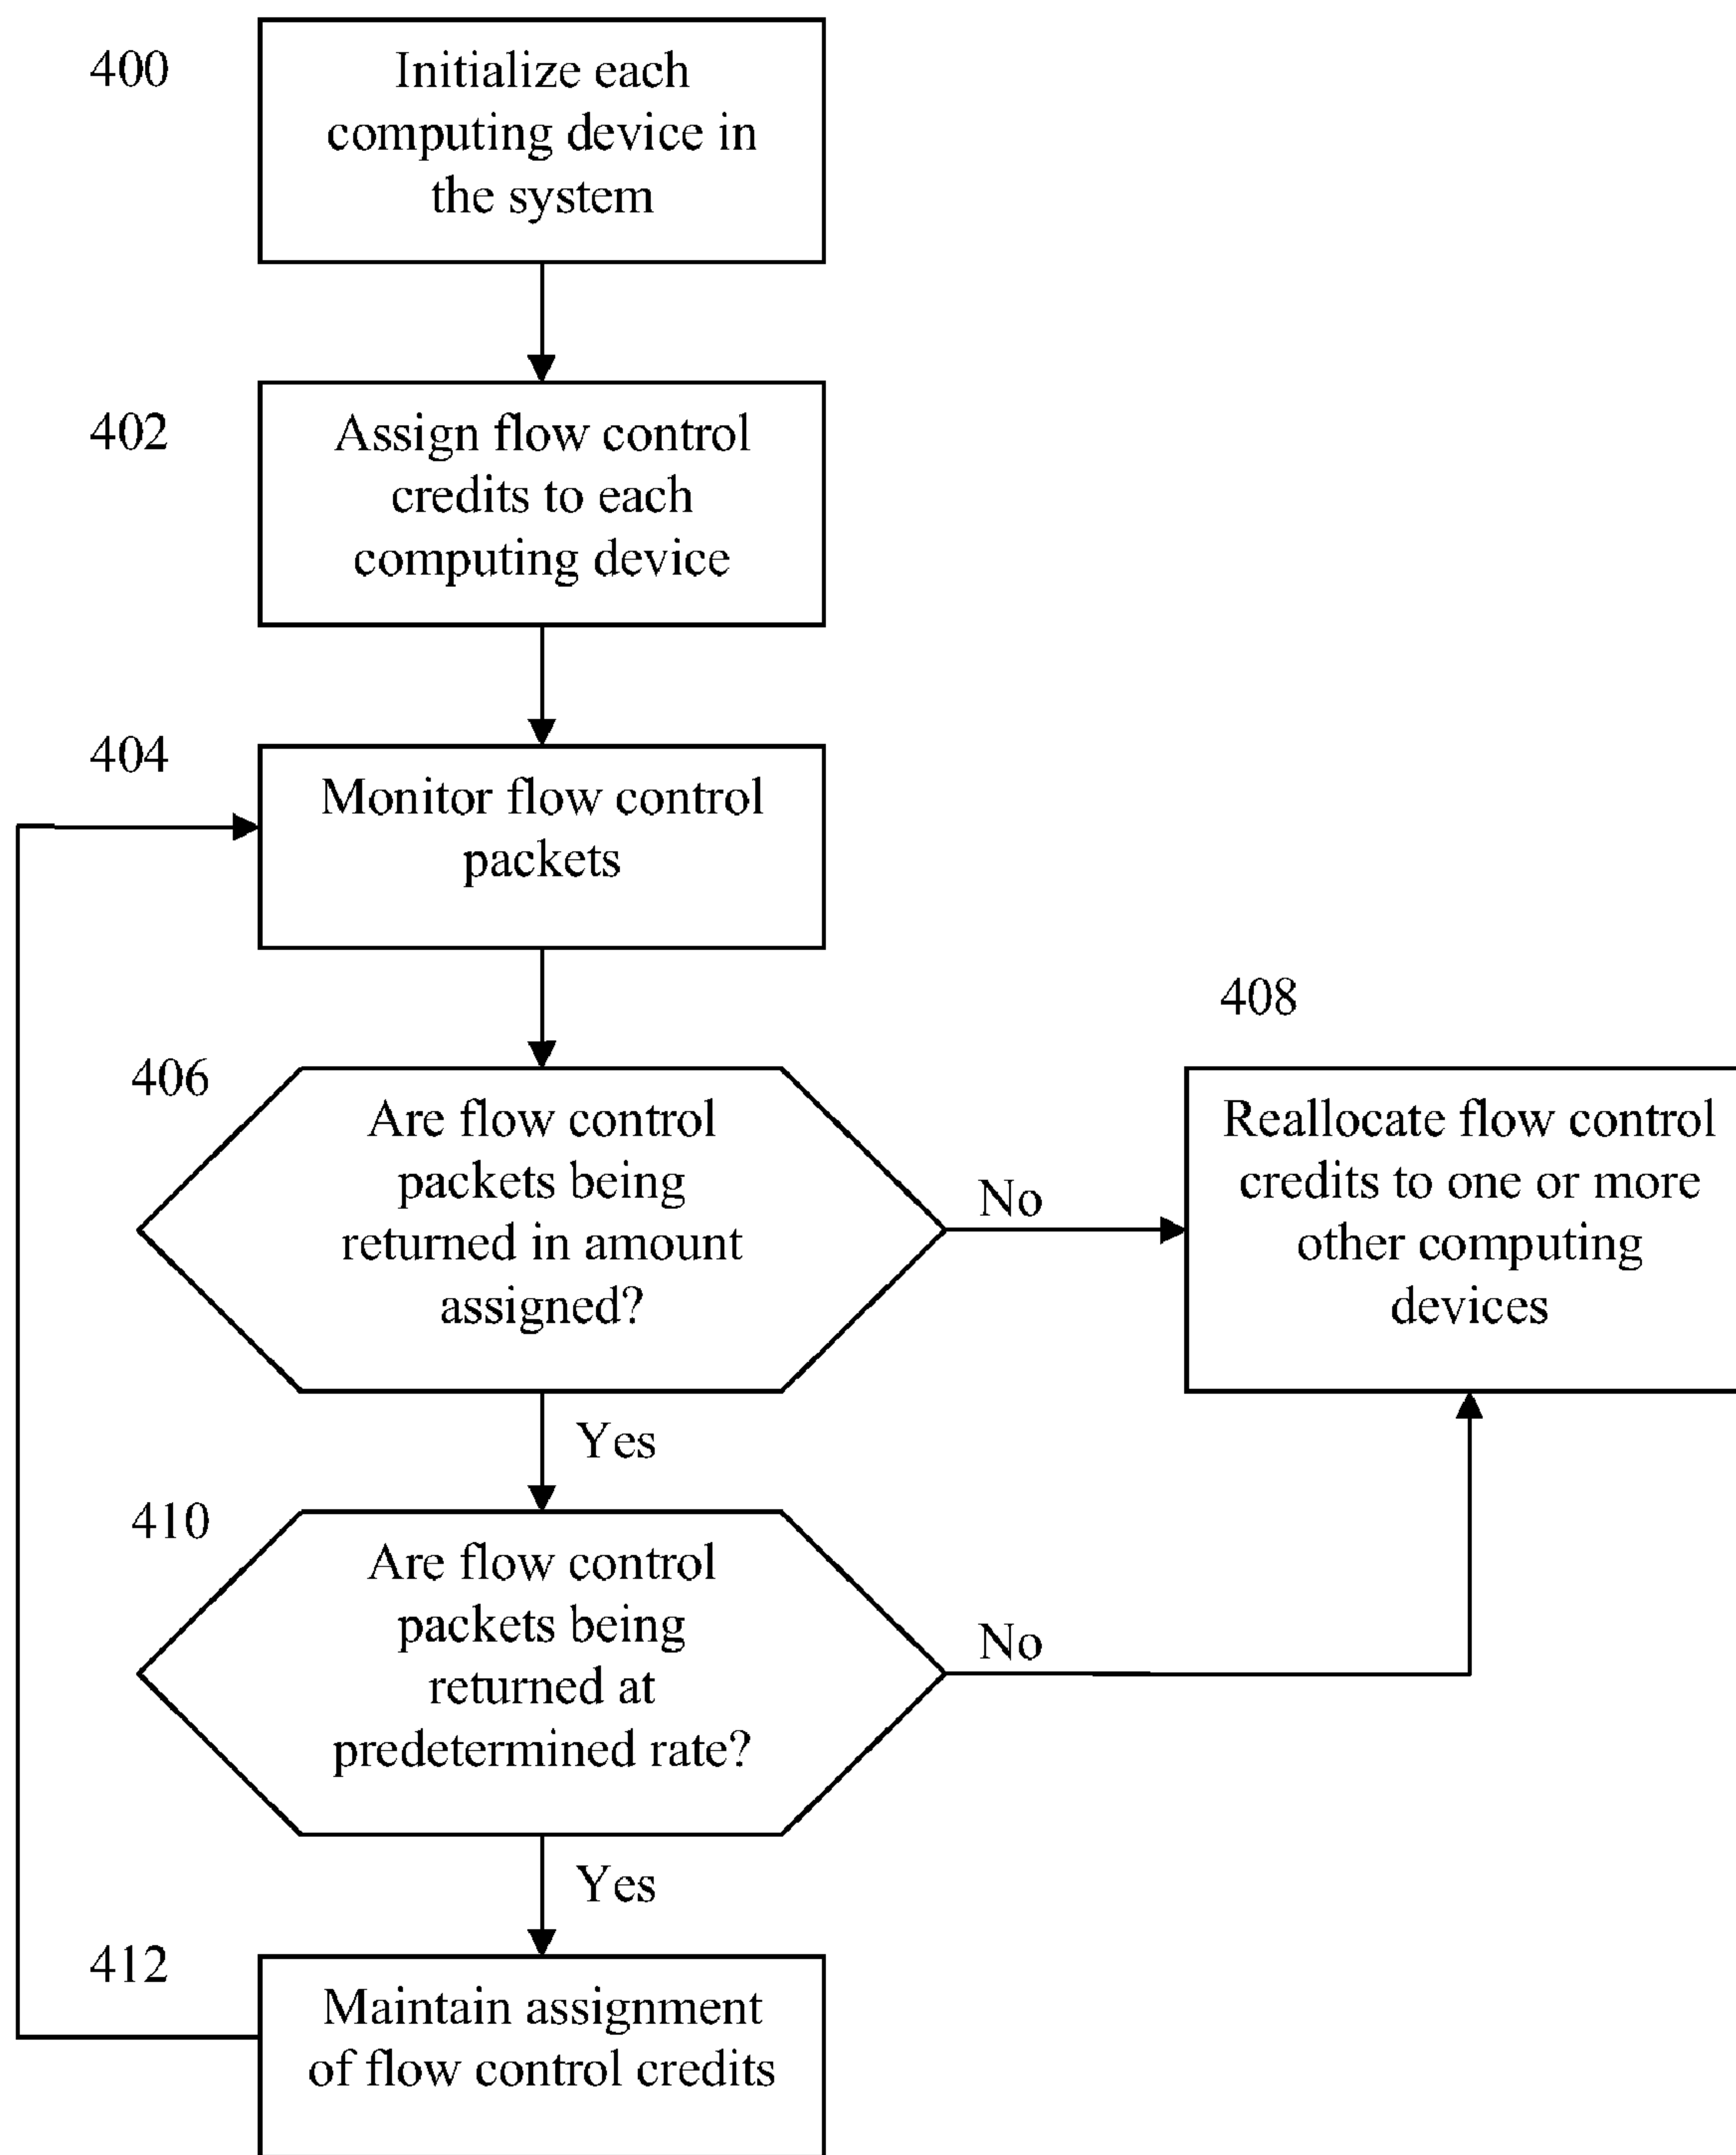 400
Initialize each
computing device in
the system
402
Assign flow control
credits to each
computing device
404
Monitor flow control
packets
406
Are flow control
packets being
returned in amount
assigned?
No
408
Reallocate flow control
credits to one or more
other computing
devices
Yes
410
Are flow control
packets being
returned at
predetermined rate?
No
Yes
412
Maintain assignment
of flow control credits